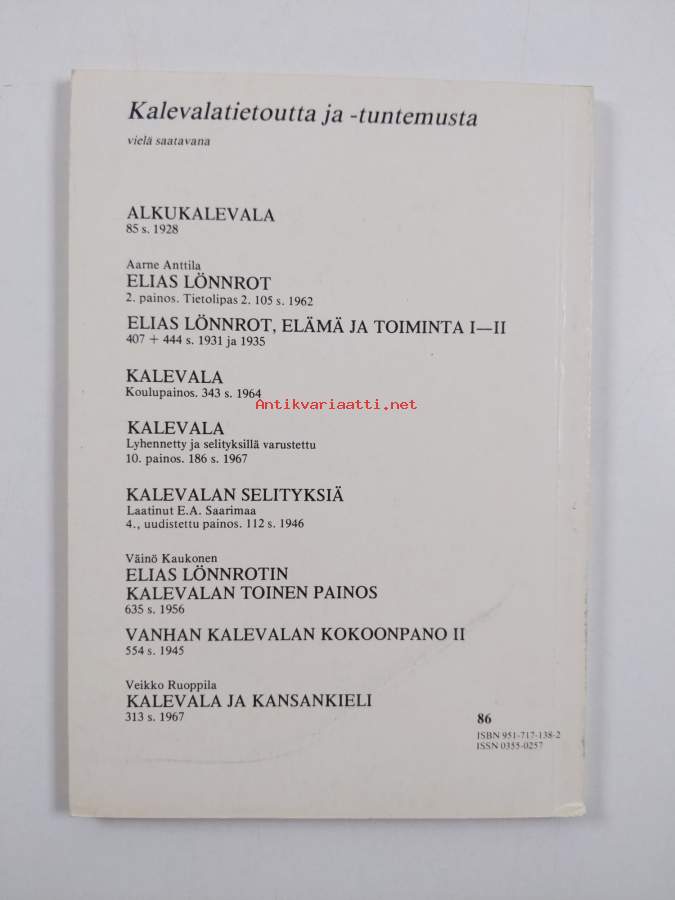 Kalevalatietoutta ja -tuntemusta
vielä saatavana
ALKUKALEVALA
85 s. 1928
Aarne Anttila
ELIAS LÖNNROT
2. painos. Tietolipas 2. 105 s. 1962
ELIAS LÖNNROT, ELÄMÄ JA TOIMINTA I—II
407 + 444 s. 1931 ja 1935
KALEVALA
Koulupainos. 343 s. 1964
Antikvariaatti.net
KALEVALA
Lyhennetty ja selityksillä varustettu
10. painos. 186 s. 1967
KALEVALAN SELITYKSIÄ
Laatinut E.A. Saarimaa
4., uudistettu painos. 112 s. 1946
Väinö Kaukonen
ELIAS LÖNNROTIN
KALEVALAN TOINEN PAINOS
635 s. 1956
VANHAN KALEVALAN KOKOONPANO II
554 s. 1945
Veikko Ruoppila
KALEVALA JA KANSANKIELI
313 s. 1967
86
ISBN 951-717-138-2
ISSN 0355-0257